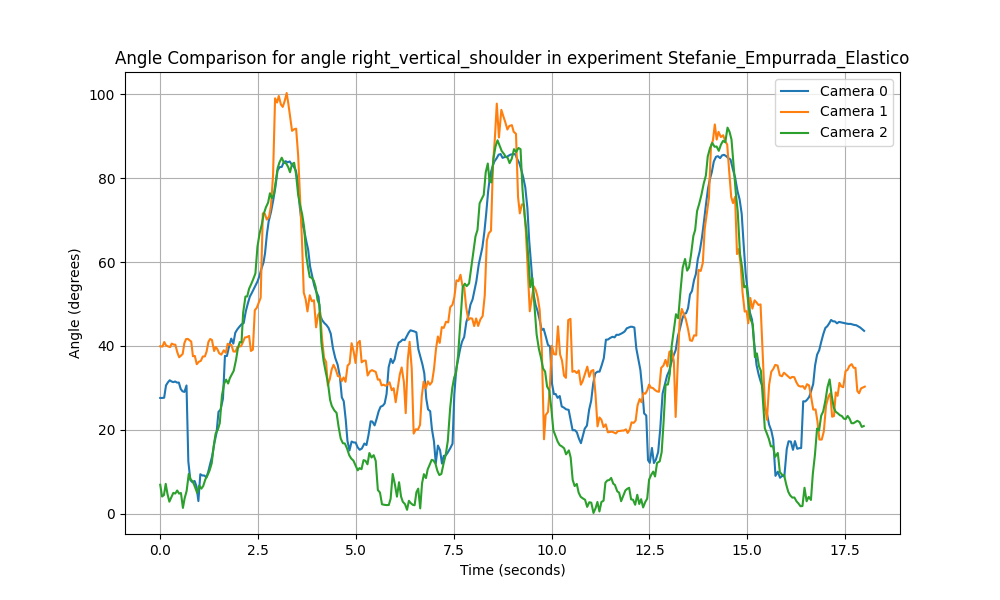 Angle Comparison for angle right_vertical_shoulder in experiment Stefanie_Empurrada_Elastico
Camera 0
Camera 1
Camera 2
Angle (degrees)
100
80
60
40
20
0
0.0 2.5 5.0 7.5 10.0 12.5 15.0 17.5
Time (seconds)